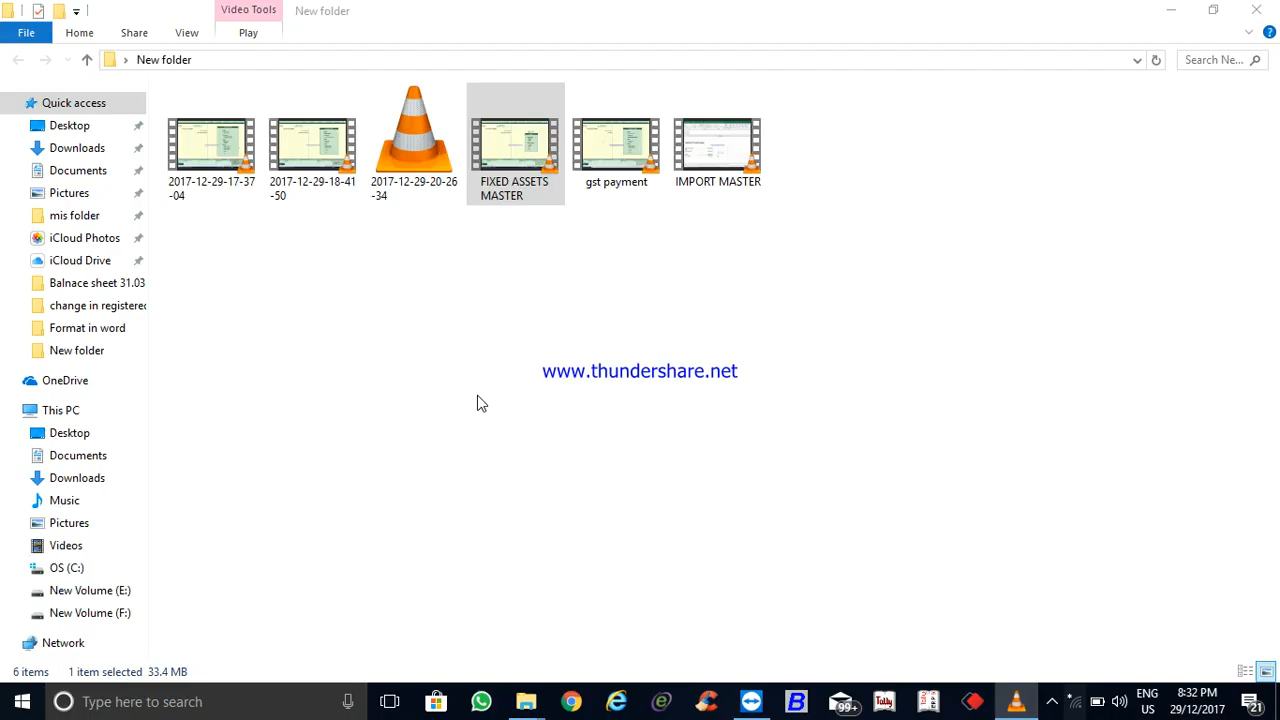 Video Tools
New folder
File
Home
Share
View
Play
New folder
Search Ne...
Quick access
Desktop
Downloads
Documents
Pictures
mis folder
iCloud Photos
iCloud Drive
Balnace sheet 31.03
change in registered
Format in word
New folder
OneDrive
This PC
Desktop
Documents
Downloads
Music
Pictures
Videos
OS (C:)
New Volume (E:)
New Volume (F:)
Network
2017-12-29-17-37
-04
2017-12-29-18-41
-50
2017-12-29-20-26
-34
FIXED ASSETS
MASTER
gst payment
IMPORT MASTER
www.thundershare.net
6 items 1 item selected 33.4 MB
Type here to search
99+
Tally
ENG
US
8:32 PM
29/12/2017
21